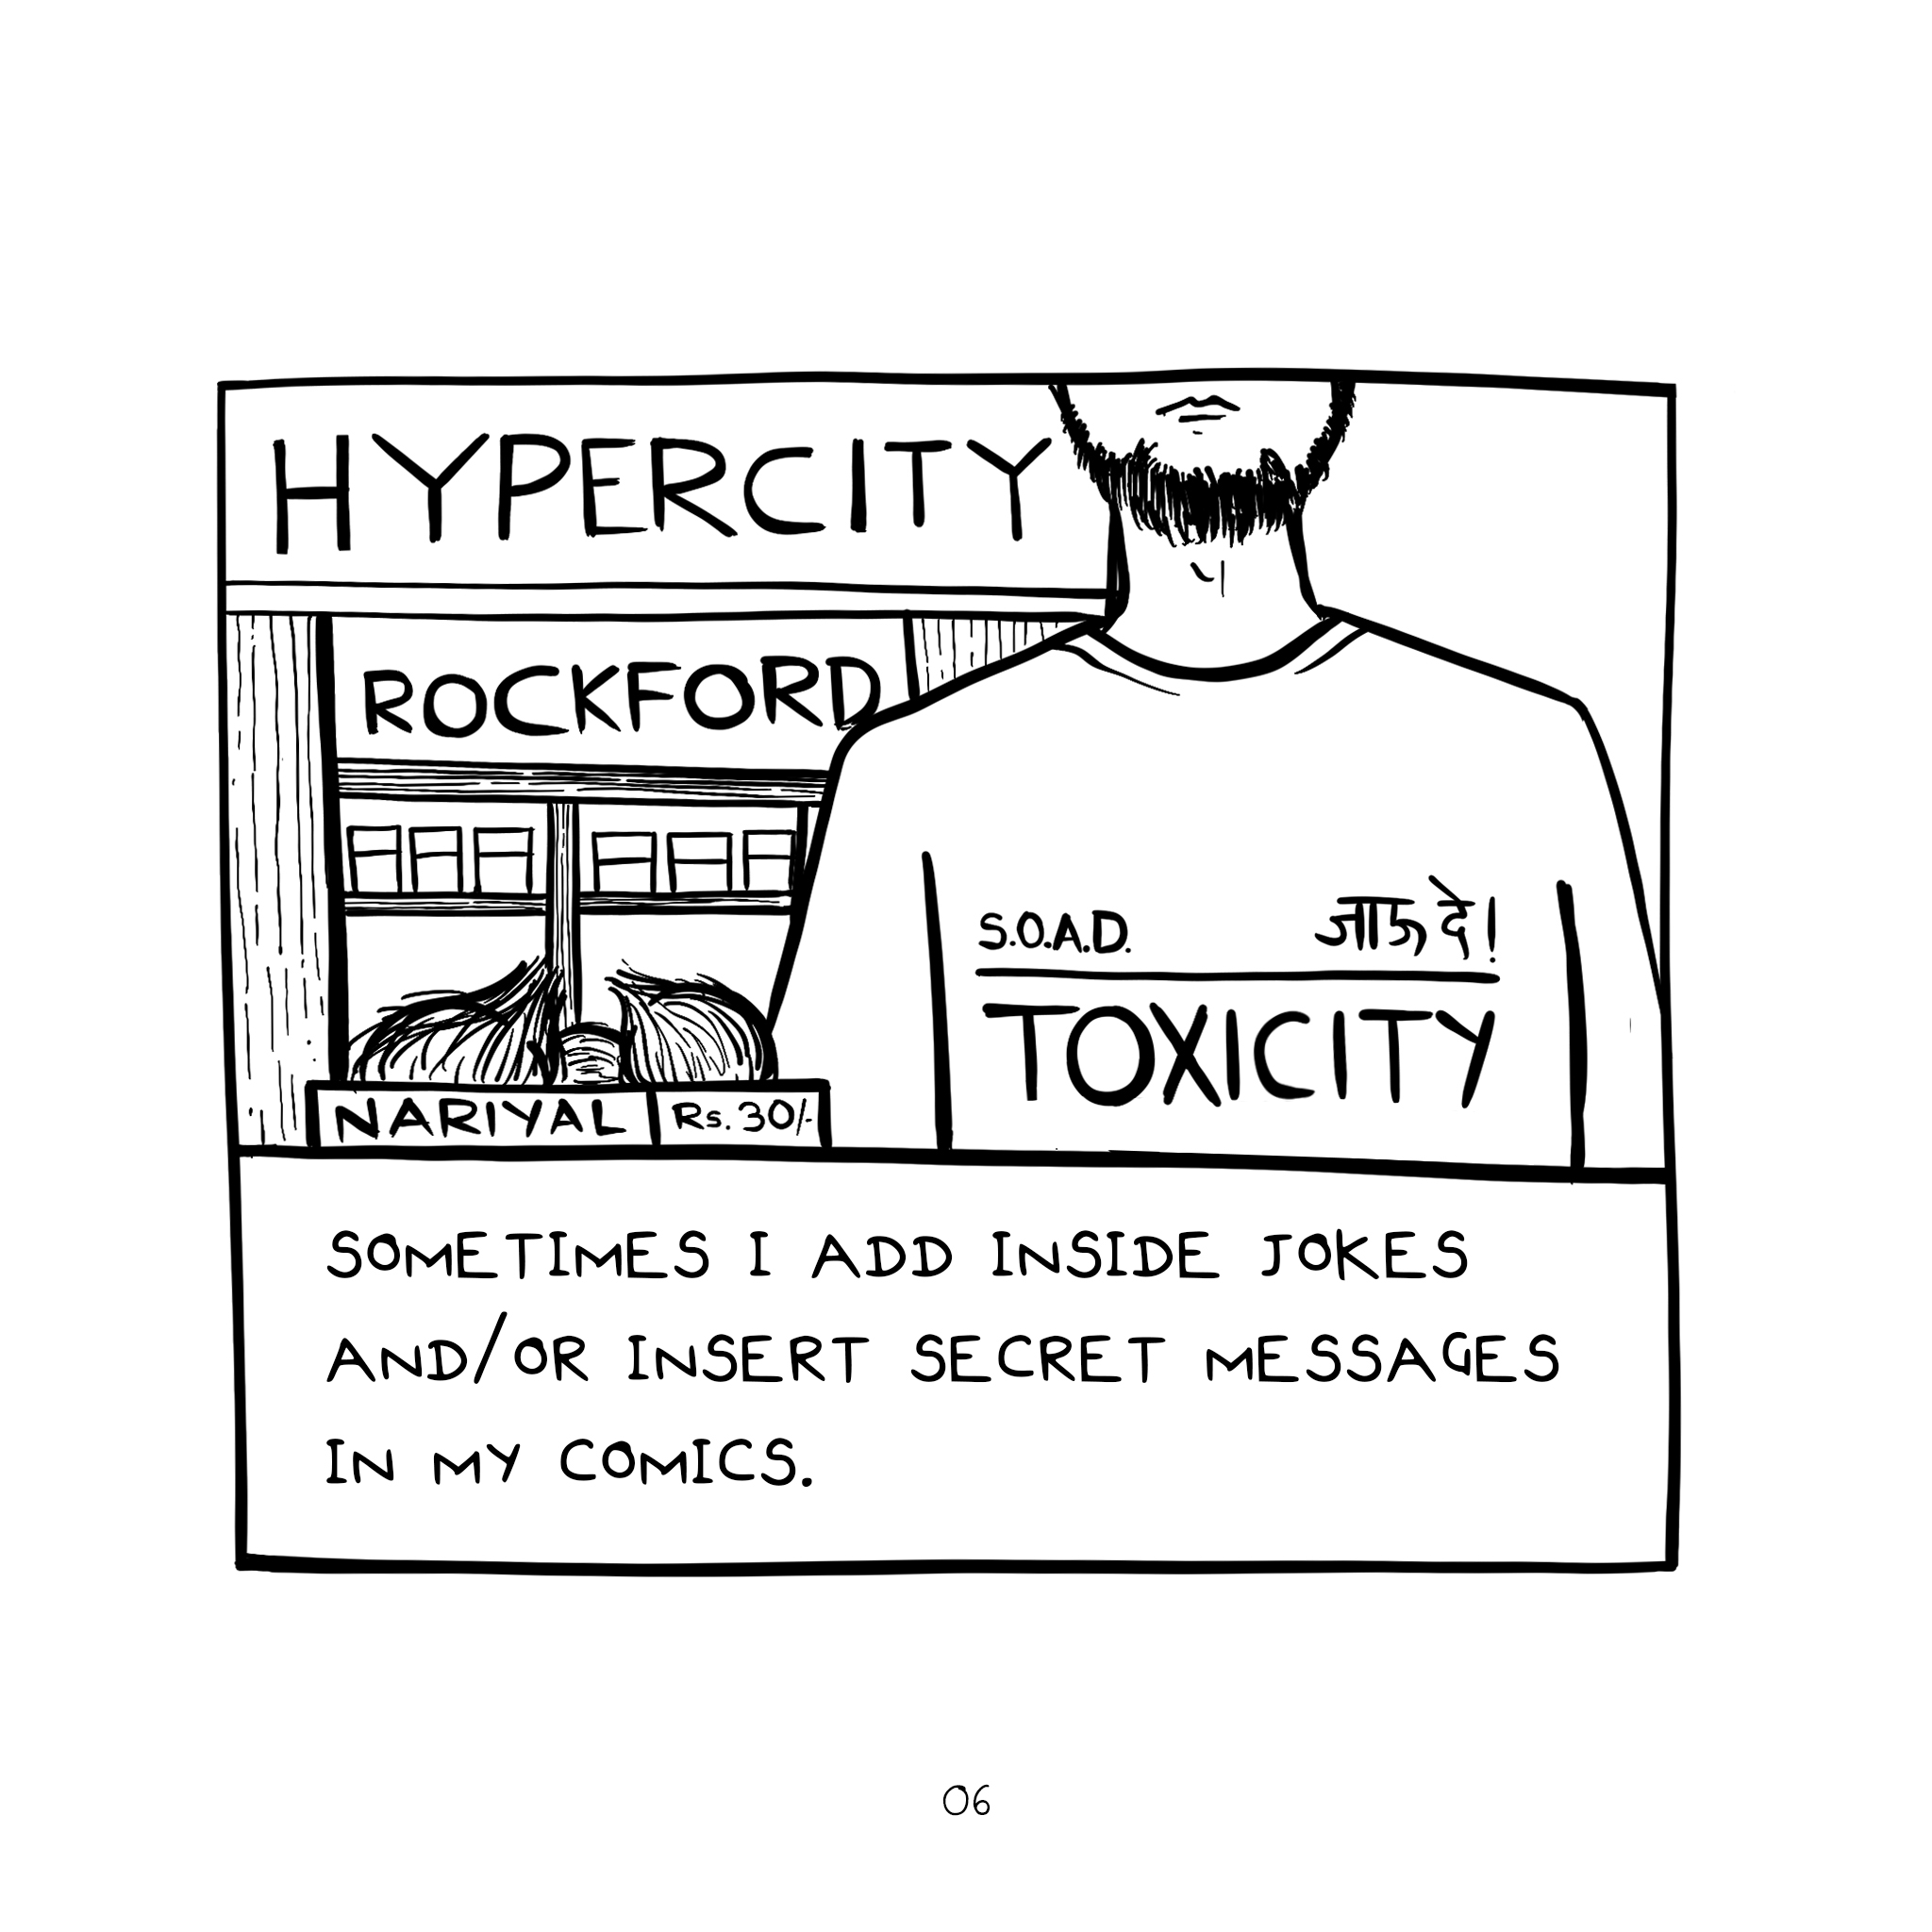 HYPERCITY
ROCKFORD
S.O.A.D. जाऊ दे!
TOXICITY
NARIYAL Rs. 30/-
SOMETIMES I ADD INSIDE JOKES
AND/OR INSERT SECRET MESSAGES
IN MY COMICS.
06